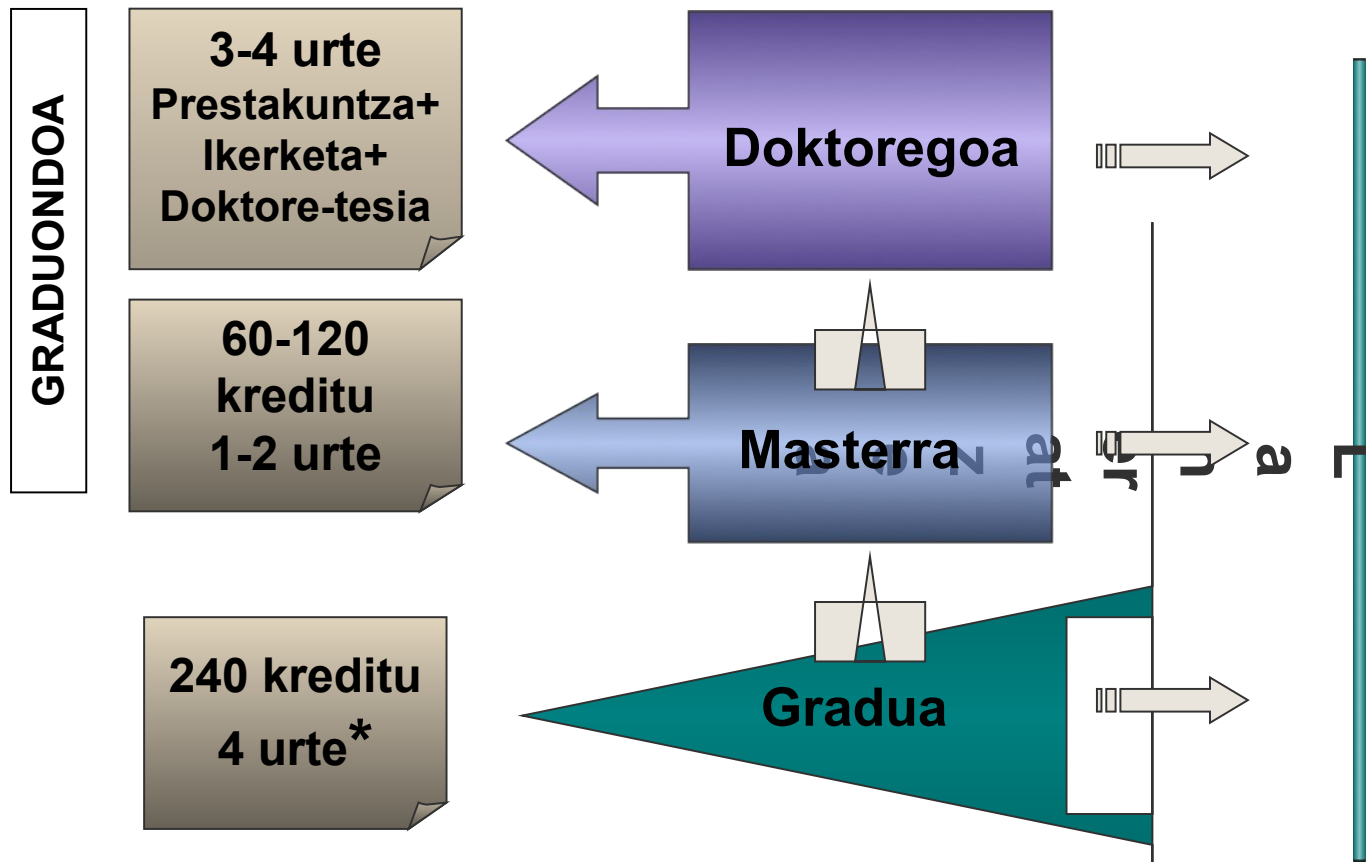 GRADUONDOA
3-4 urte
Prestakuntza+
Ikerketa+
Doktore-tesia
Doktoregoa
60-120
kreditu
1-2 urte
Masterra
240 kreditu
4 urte*
Gradua